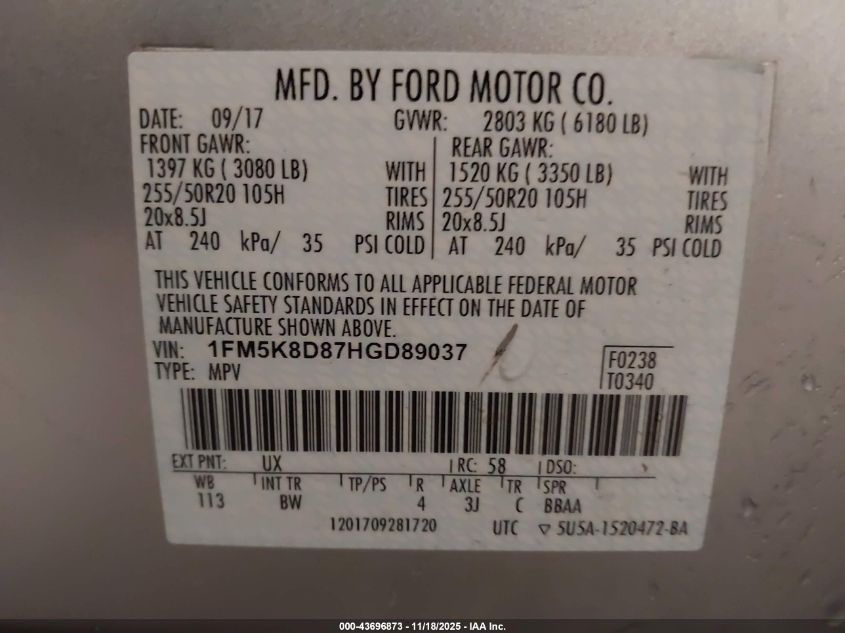 MFD. BY FORD MOTOR CO.
DATE: 09/17 GVWR: 2803 KG ( 6180 LB)
FRONT GAWR: REAR GAWR:
1397 KG ( 3080 LB) WITH 1520 KG ( 3350 LB) WITH
255/50R20 105H TIRES 255/50R20 105H TIRES
20x8.5J RIMS 20x8.5J RIMS
AT 240 kPa/ 35 PSI COLD AT 240 kPa/ 35 PSI COLD
THIS VEHICLE CONFORMS TO ALL APPLICABLE FEDERAL MOTOR
VEHICLE SAFETY STANDARDS IN EFFECT ON THE DATE OF
MANUFACTURE SHOWN ABOVE.
VIN: 1FM5K8D87HGD89037 F0238
TYPE: MPV T0340
EXT PNT: UX RC: 58 DSO:
WB INT TR TP/PS R AXLE TR SPR
113 BW 4 3J C BBAA
1201709281720 UTC ▽ 5U5A-1520472-BA
000-43696873 - 11/18/2025 - IAA Inc.